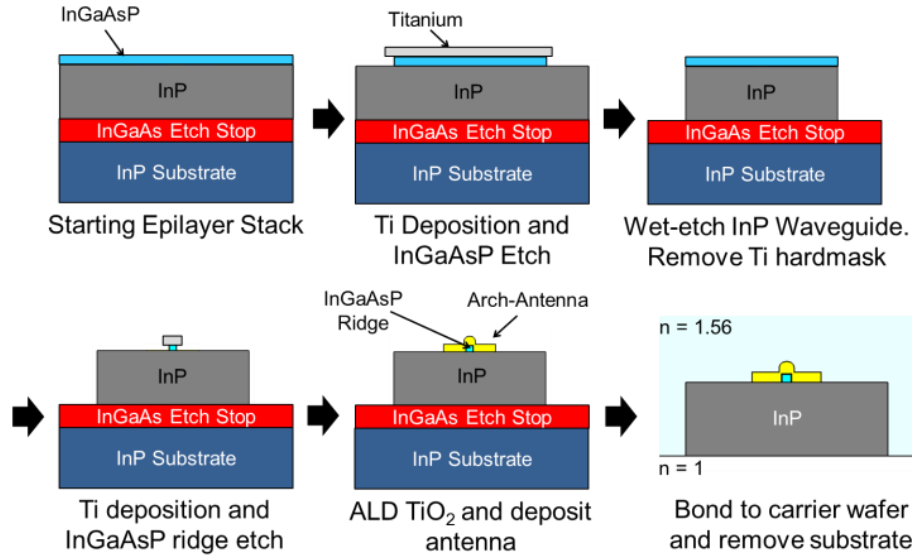 InGaAsP
InP
InGaAs Etch Stop
InP Substrate
Starting Epilayer Stack
Titanium
InP
InGaAs Etch Stop
InP Substrate
Ti Deposition and
InGaAsP Etch
InP
InGaAs Etch Stop
InP Substrate
Wet-etch InP Waveguide.
Remove Ti hardmask
InP
InGaAs Etch Stop
InP Substrate
Ti deposition and
InGaAsP ridge etch
InGaAsP
Ridge
Arch-Antenna
InP
InGaAs Etch Stop
InP Substrate
ALD TiO₂ and deposit
antenna
n = 1.56
InP
n = 1
Bond to carrier wafer
and remove substrate